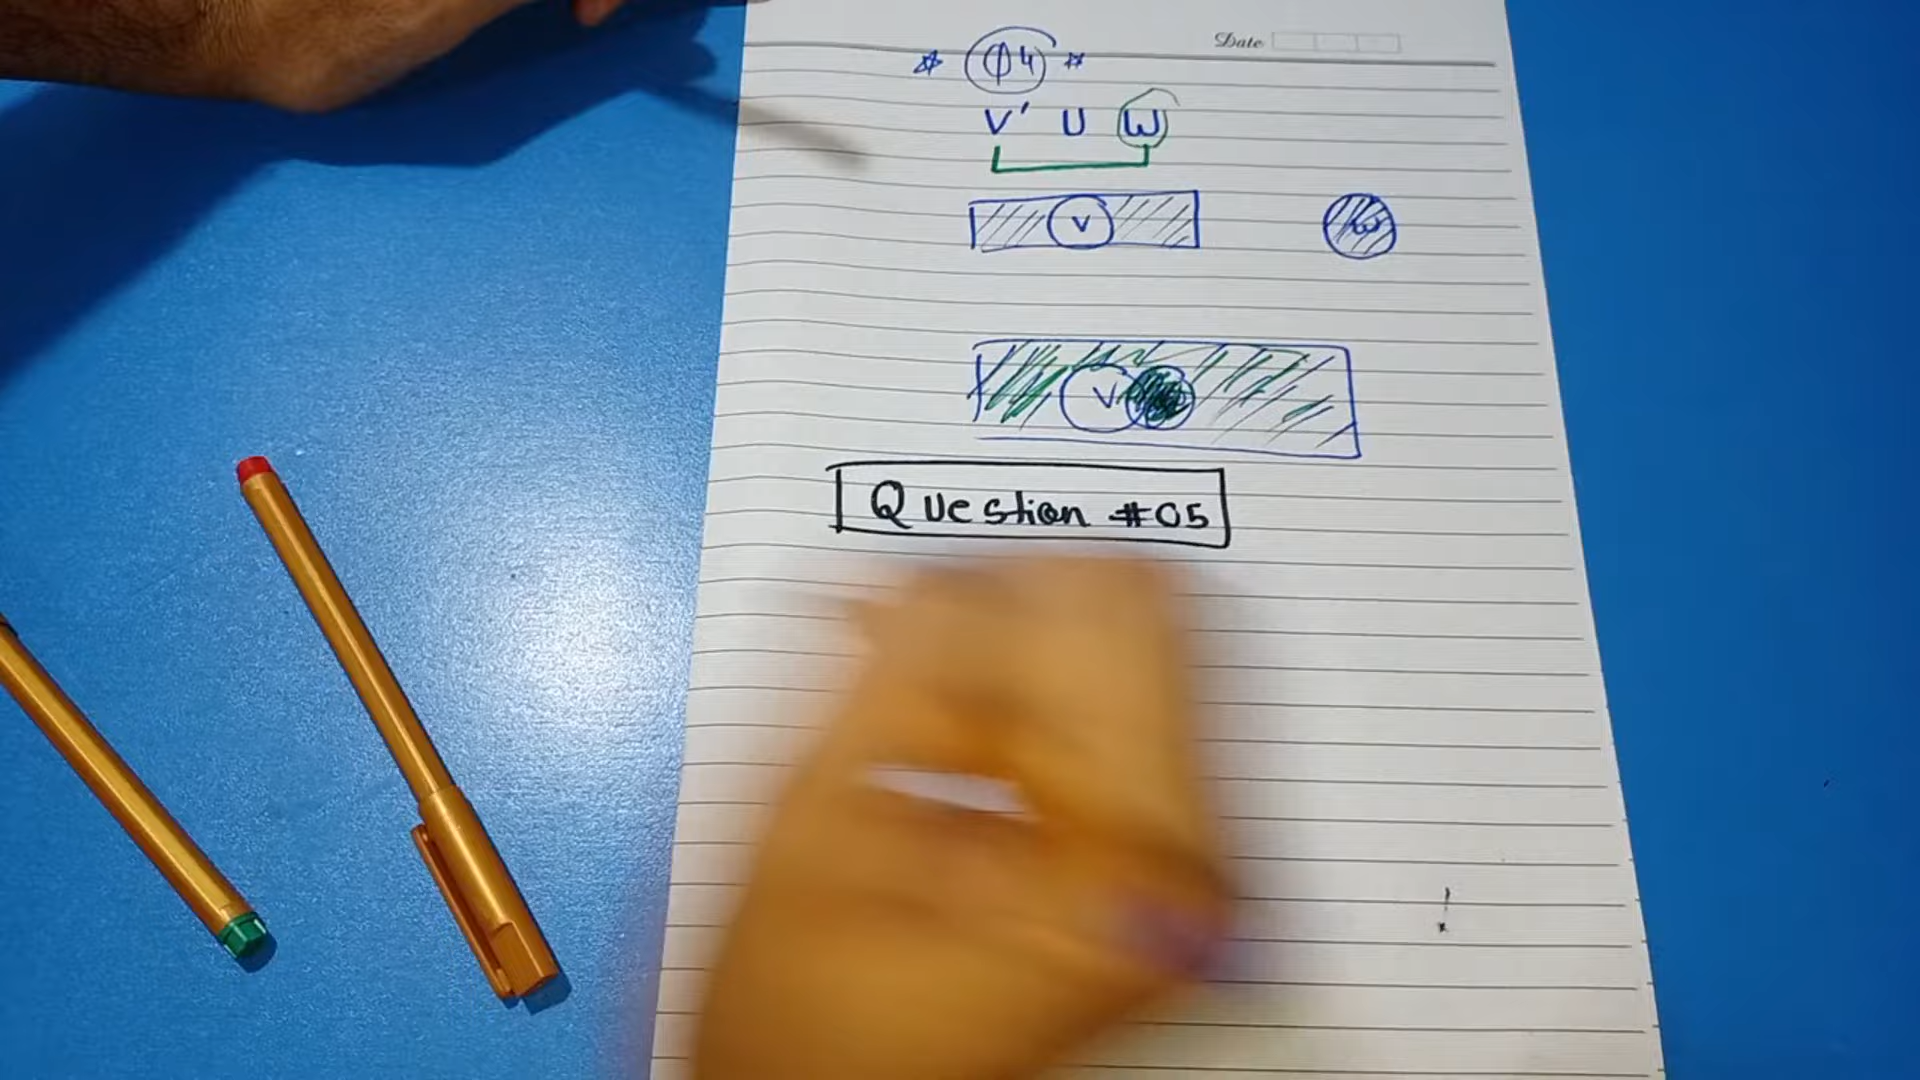 Date
* Q4 *
V' U W
V W
V
Question #05